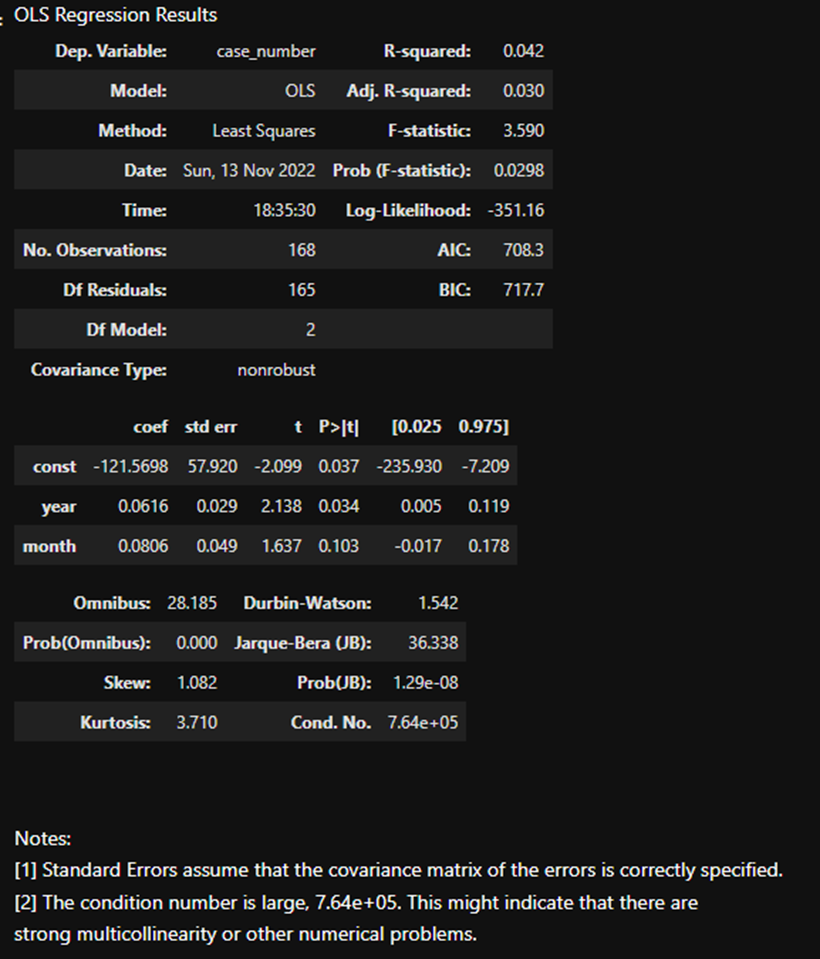 : OLS Regression Results
Dep. Variable: case_number R-squared: 0.042
Model: OLS Adj. R-squared: 0.030
Method: Least Squares F-statistic: 3.590
Date: Sun, 13 Nov 2022 Prob (F-statistic): 0.0298
Time: 18:35:30 Log-Likelihood: -351.16
No. Observations: 168 AIC: 708.3
Df Residuals: 165 BIC: 717.7
Df Model: 2
Covariance Type: nonrobust
coef std err t P>|t| [0.025 0.975]
const -121.5698 57.920 -2.099 0.037 -235.930 -7.209
year 0.0616 0.029 2.138 0.034 0.005 0.119
month 0.0806 0.049 1.637 0.103 -0.017 0.178
Omnibus: 28.185 Durbin-Watson: 1.542
Prob(Omnibus): 0.000 Jarque-Bera (JB): 36.338
Skew: 1.082 Prob(JB): 1.29e-08
Kurtosis: 3.710 Cond. No. 7.64e+05
Notes:
[1] Standard Errors assume that the covariance matrix of the errors is correctly specified.
[2] The condition number is large, 7.64e+05. This might indicate that there are
strong multicollinearity or other numerical problems.